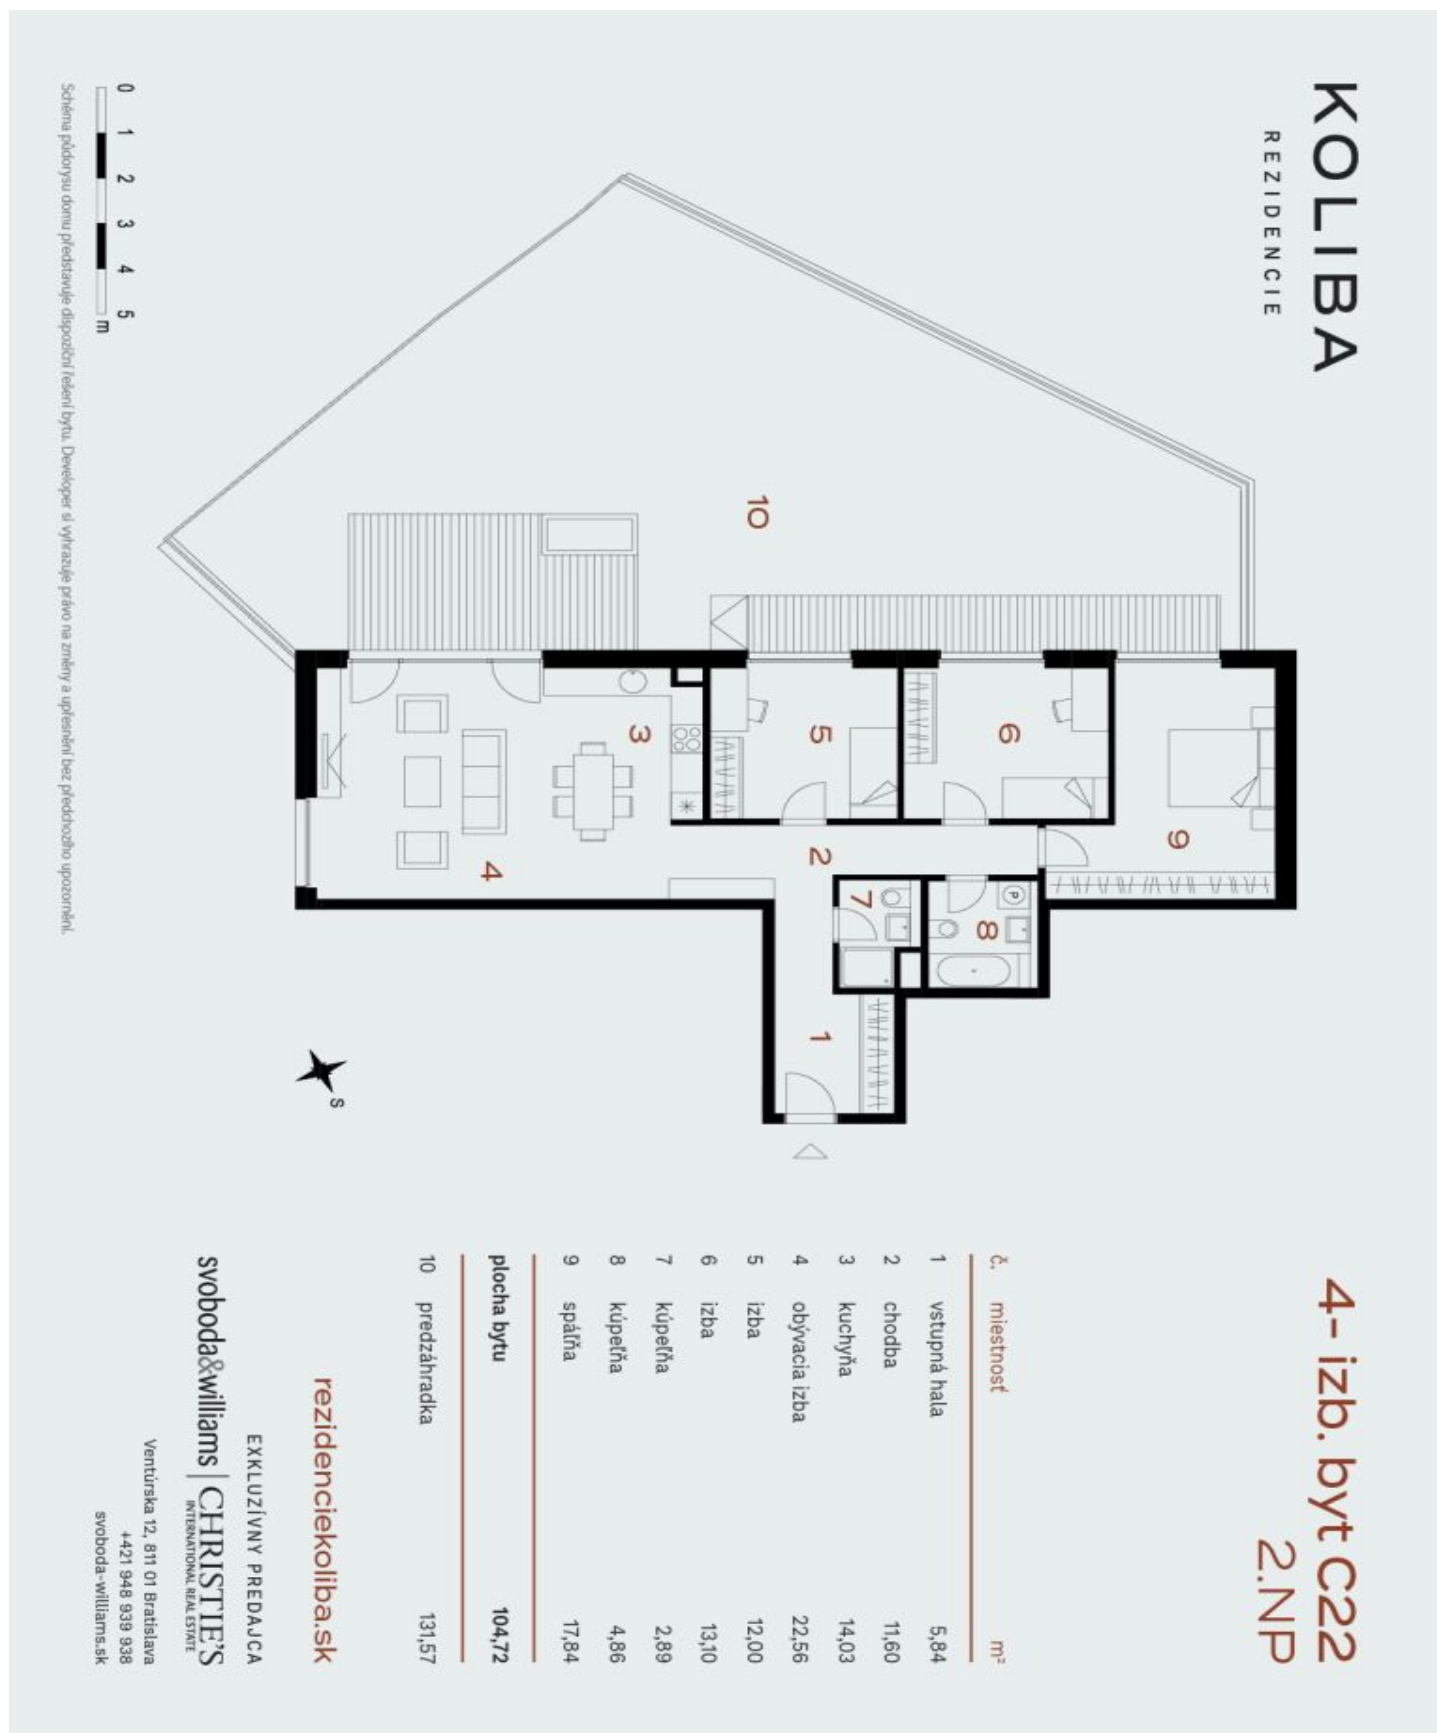 KOLIBA
REZIDENCIE
4- izb. byt C22
2.NP
10
5
6
3
9
2
4
7
8
P
1
S
č. miestnosť m²
1 vstupná hala 5,84
2 chodba 11,60
3 kuchyňa 14,03
4 obývacia izba 22,56
5 izba 12,00
6 izba 13,10
7 kúpeľňa 2,89
8 kúpeľňa 4,86
9 spálňa 17,84
plocha bytu 104,72
10 predzáhradka 131,57
rezidenciekoliba.sk
EXKLUZÍVNY PREDAJCA
svoboda&williams | CHRISTIE'S
INTERNATIONAL REAL ESTATE
Ventúrska 12, 811 01 Bratislava
+421 948 939 938
svoboda-williams.sk
0 1 2 3 4 5 m
Schéma půdorysu domu představuje dispoziční řešení bytu. Developer si vyhrazuje právo na změny a upřesnění bez předchozího upozornění.